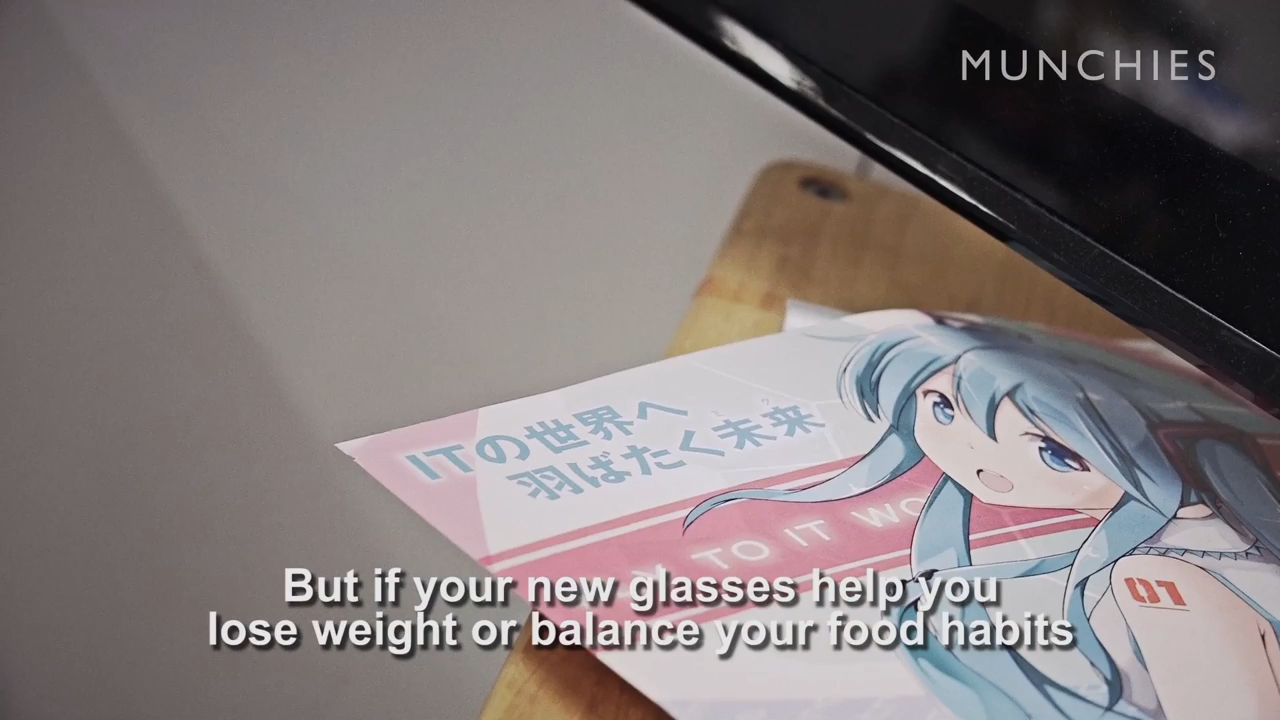 MUNCHIES
ITの世界へ
羽ばたく未来
TO IT
01
But if your new glasses help you
lose weight or balance your food habits